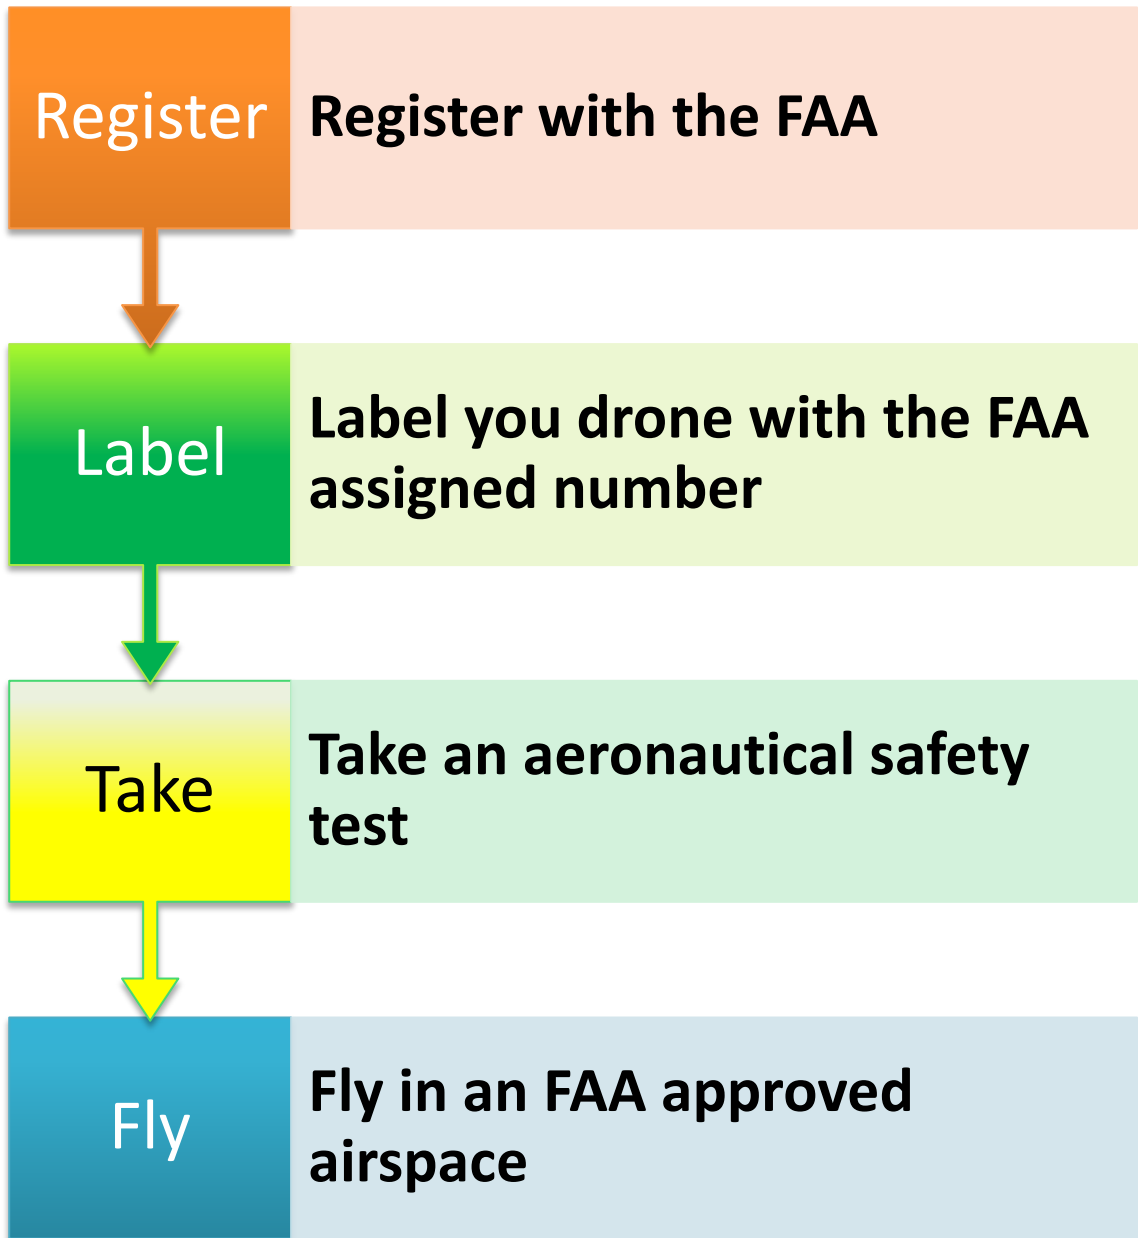 Register
Register with the FAA
Label
Label you drone with the FAA
assigned number
Take
Take an aeronautical safety
test
Fly
Fly in an FAA approved
airspace